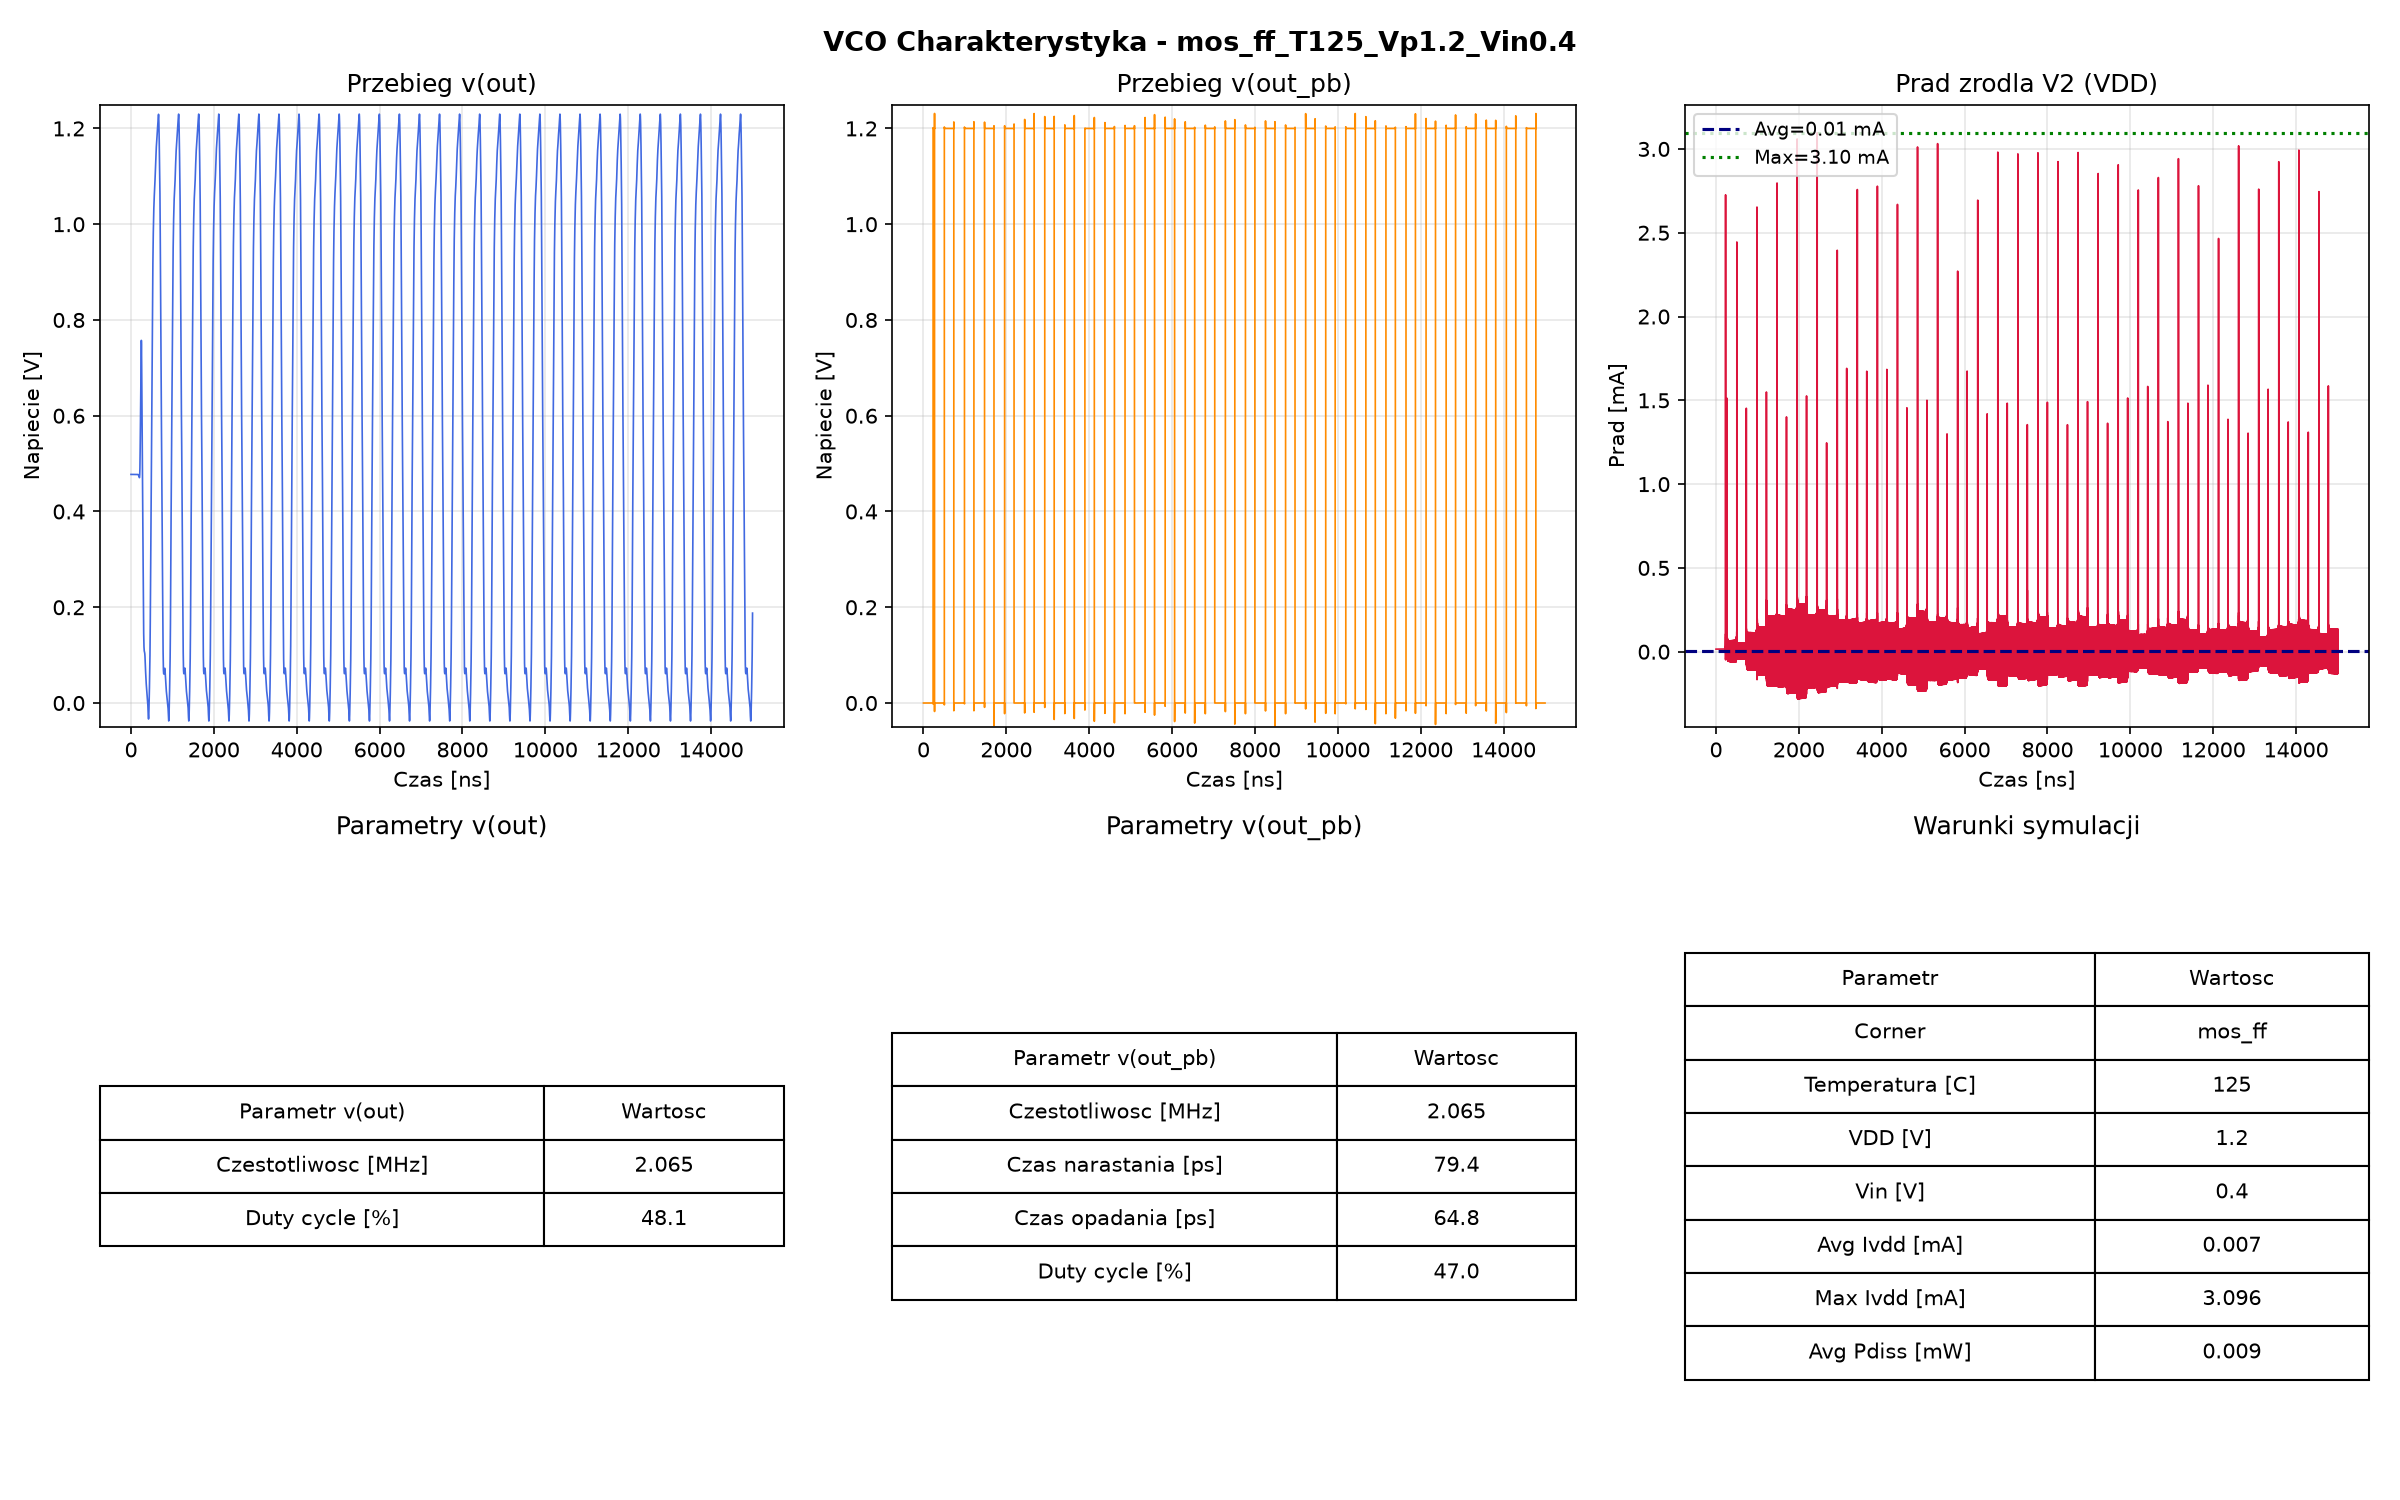 VCO Charakterystyka - mos_ff_T125_Vp1.2_Vin0.4
Przebieg v(out)
Napiecie [V]
1.2
1.0
0.8
0.6
0.4
0.2
0.0
0 2000 4000 6000 8000 10000 12000 14000
Czas [ns]
Przebieg v(out_pb)
Napiecie [V]
1.2
1.0
0.8
0.6
0.4
0.2
0.0
0 2000 4000 6000 8000 10000 12000 14000
Czas [ns]
Prad zrodla V2 (VDD)
Prad [mA]
Avg=0.01 mA
Max=3.10 mA
3.0
2.5
2.0
1.5
1.0
0.5
0.0
0 2000 4000 6000 8000 10000 12000 14000
Czas [ns]
Parametry v(out)
Parametr v(out) Wartosc
Czestotliwosc [MHz] 2.065
Duty cycle [%] 48.1
Parametry v(out_pb)
Parametr v(out_pb) Wartosc
Czestotliwosc [MHz] 2.065
Czas narastania [ps] 79.4
Czas opadania [ps] 64.8
Duty cycle [%] 47.0
Warunki symulacji
Parametr Wartosc
Corner mos_ff
Temperatura [C] 125
VDD [V] 1.2
Vin [V] 0.4
Avg Ivdd [mA] 0.007
Max Ivdd [mA] 3.096
Avg Pdiss [mW] 0.009